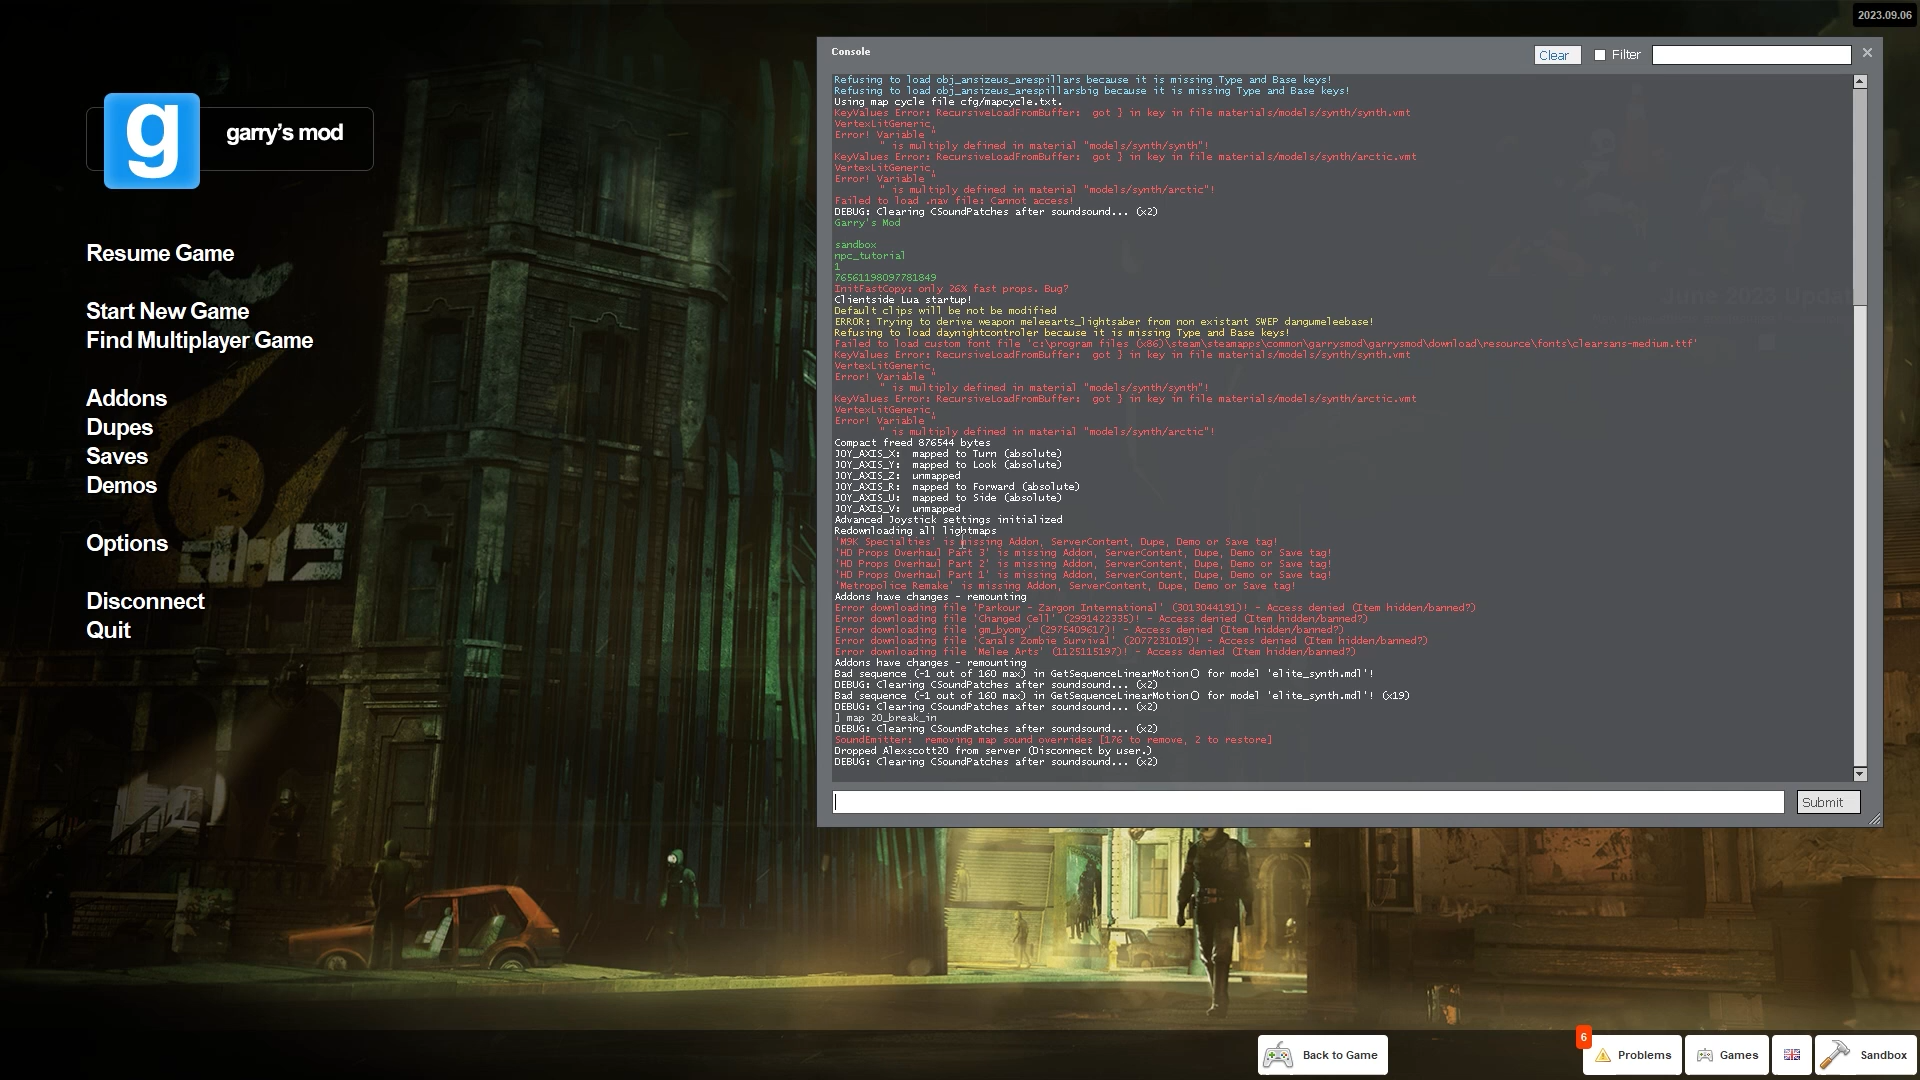 2023.09.06
g
garry's mod
Resume Game
Start New Game
Find Multiplayer Game
Addons
Dupes
Saves
Demos
Options
Disconnect
Quit
Console
Clear
Filter
Refusing to load obj_ansizeus_arespillars because it is missing Type and Base keys!
Refusing to load obj_ansizeus_arespillarsbig because it is missing Type and Base keys!
Using map cycle file cfg/mapcycle.txt.
KeyValues Error: RecursiveLoadFromBuffer:  got } in key in file materials/models/synth/synth.vmt
VertexLitGeneric,
Error! Variable "
" is multiply defined in material "models/synth/synth"!
KeyValues Error: RecursiveLoadFromBuffer:  got } in key in file materials/models/synth/arctic.vmt
VertexLitGeneric,
Error! Variable "
" is multiply defined in material "models/synth/arctic"!
Failed to load .nav file: Cannot access!
DEBUG: Clearing CSoundPatches after soundsound... (x2)
Garry's Mod
sandbox
npc_tutorial
1
76561198097781849
InitFastCopy: only 26% fast props. Bug?
Clientside Lua startup!
Default clips will be not be modified
ERROR: Trying to derive weapon meleearts_lightsaber from non existant SWEP dangumeleebase!
Refusing to load daynightcontroler because it is missing Type and Base keys!
Failed to load custom font file 'c:\program files (x86)\steam\steamapps\common\garrysmod\garrysmod\download\resource\fonts\clearsans-medium.ttf'
KeyValues Error: RecursiveLoadFromBuffer:  got } in key in file materials/models/synth/synth.vmt
VertexLitGeneric,
Error! Variable "
" is multiply defined in material "models/synth/synth"!
KeyValues Error: RecursiveLoadFromBuffer:  got } in key in file materials/models/synth/arctic.vmt
VertexLitGeneric,
Error! Variable "
" is multiply defined in material "models/synth/arctic"!
Compact freed 876544 bytes
JOY_AXIS_X:  mapped to Turn (absolute)
JOY_AXIS_Y:  mapped to Look (absolute)
JOY_AXIS_Z:  unmapped
JOY_AXIS_R:  mapped to Forward (absolute)
JOY_AXIS_U:  mapped to Side (absolute)
JOY_AXIS_V:  unmapped
Advanced Joystick settings initialized
Redownloading all lightmaps
'M9K Specialties' is missing Addon, ServerContent, Dupe, Demo or Save tag!
'HD Props Overhaul Part 3' is missing Addon, ServerContent, Dupe, Demo or Save tag!
'HD Props Overhaul Part 2' is missing Addon, ServerContent, Dupe, Demo or Save tag!
'HD Props Overhaul Part 1' is missing Addon, ServerContent, Dupe, Demo or Save tag!
'Metropolice Remake' is missing Addon, ServerContent, Dupe, Demo or Save tag!
Addons have changes - remounting
Error downloading file 'Parkour - Zargon International' (3013044191)! - Access denied (Item hidden/banned?)
Error downloading file 'Changed Cell' (2991422335)! - Access denied (Item hidden/banned?)
Error downloading file 'gm_byomy' (2975409617)! - Access denied (Item hidden/banned?)
Error downloading file 'Canals Zombie Survival' (2077231019)! - Access denied (Item hidden/banned?)
Error downloading file 'Melee Arts' (1125115197)! - Access denied (Item hidden/banned?)
Addons have changes - remounting
Bad sequence (-1 out of 160 max) in GetSequenceLinearMotion() for model 'elite_synth.mdl'!
DEBUG: Clearing CSoundPatches after soundsound... (x2)
Bad sequence (-1 out of 160 max) in GetSequenceLinearMotion() for model 'elite_synth.mdl'! (x19)
DEBUG: Clearing CSoundPatches after soundsound... (x2)
] map 20_break_in
DEBUG: Clearing CSoundPatches after soundsound... (x2)
SoundEmitter:  removing map sound overrides [176 to remove, 2 to restore]
Dropped Alexscott20 from server (Disconnect by user.)
DEBUG: Clearing CSoundPatches after soundsound... (x2)
June 2023 Update
Submit
Back to Game
6
Problems
Games
Sandbox